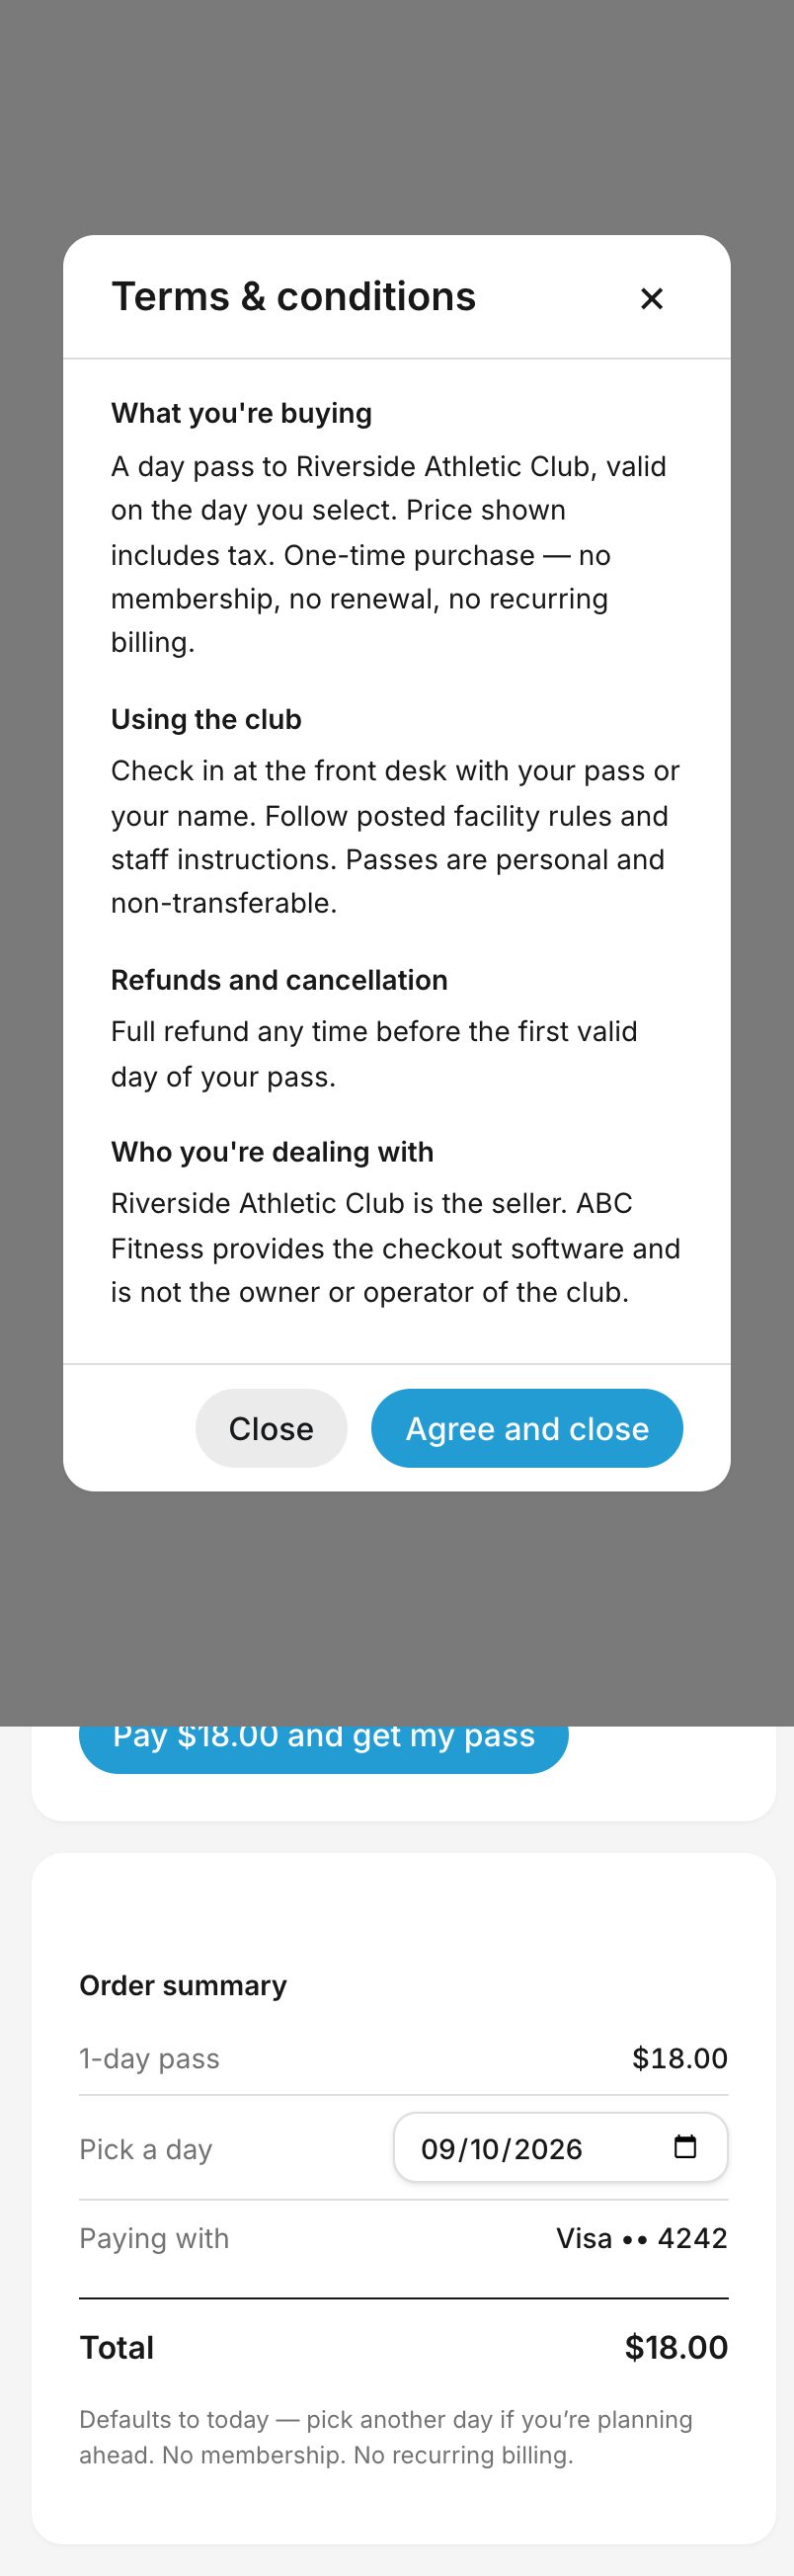 Terms & conditions ✕
What you're buying
A day pass to Riverside Athletic Club, valid
on the day you select. Price shown
includes tax. One-time purchase — no
membership, no renewal, no recurring
billing.
Using the club
Check in at the front desk with your pass or
your name. Follow posted facility rules and
staff instructions. Passes are personal and
non-transferable.
Refunds and cancellation
Full refund any time before the first valid
day of your pass.
Who you're dealing with
Riverside Athletic Club is the seller. ABC
Fitness provides the checkout software and
is not the owner or operator of the club.
Close Agree and close
Pay $18.00 and get my pass
Order summary
1-day pass $18.00
Pick a day 09/10/2026
Paying with Visa •• 4242
Total $18.00
Defaults to today — pick another day if you’re planning
ahead. No membership. No recurring billing.